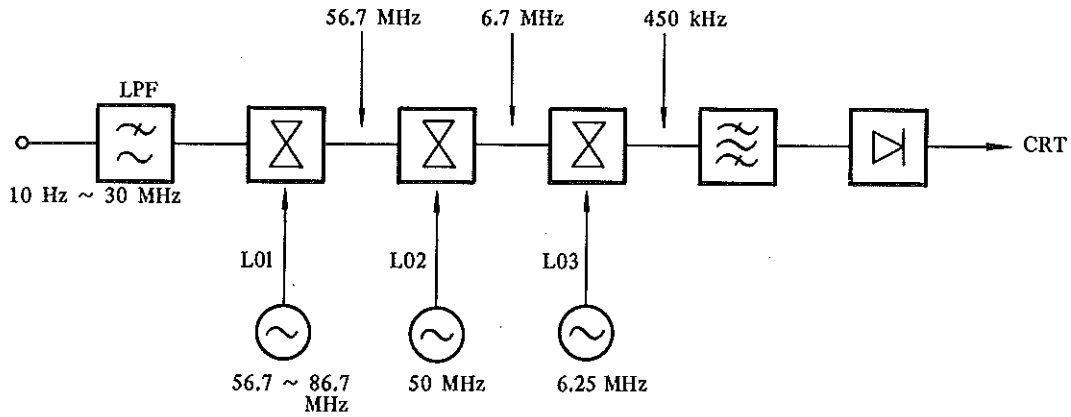 56.7 MHz
6.7 MHz
450 kHz
LPF
CRT
10 Hz ~ 30 MHz
L01
L02
L03
56.7 ~ 86.7
MHz
50 MHz
6.25 MHz